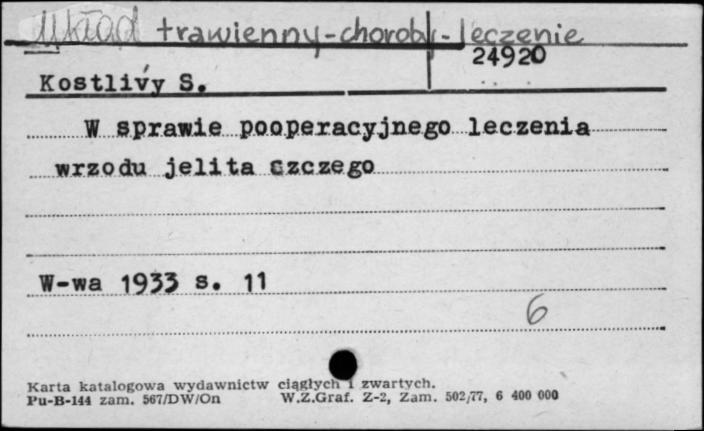 układ trawienny-choroby-leczenie
24920
Kostlivý S.
W sprawie pooperacyjnego leczenia
wrzodu jelita czczego
W-wa 1933 s. 11
6
Karta katalogowa wydawnictw ciągłych i zwartych.
Pu-B-144 zam. 567/DW/On W.Z.Graf. Z-2, Zam. 502/77, 6 400 000